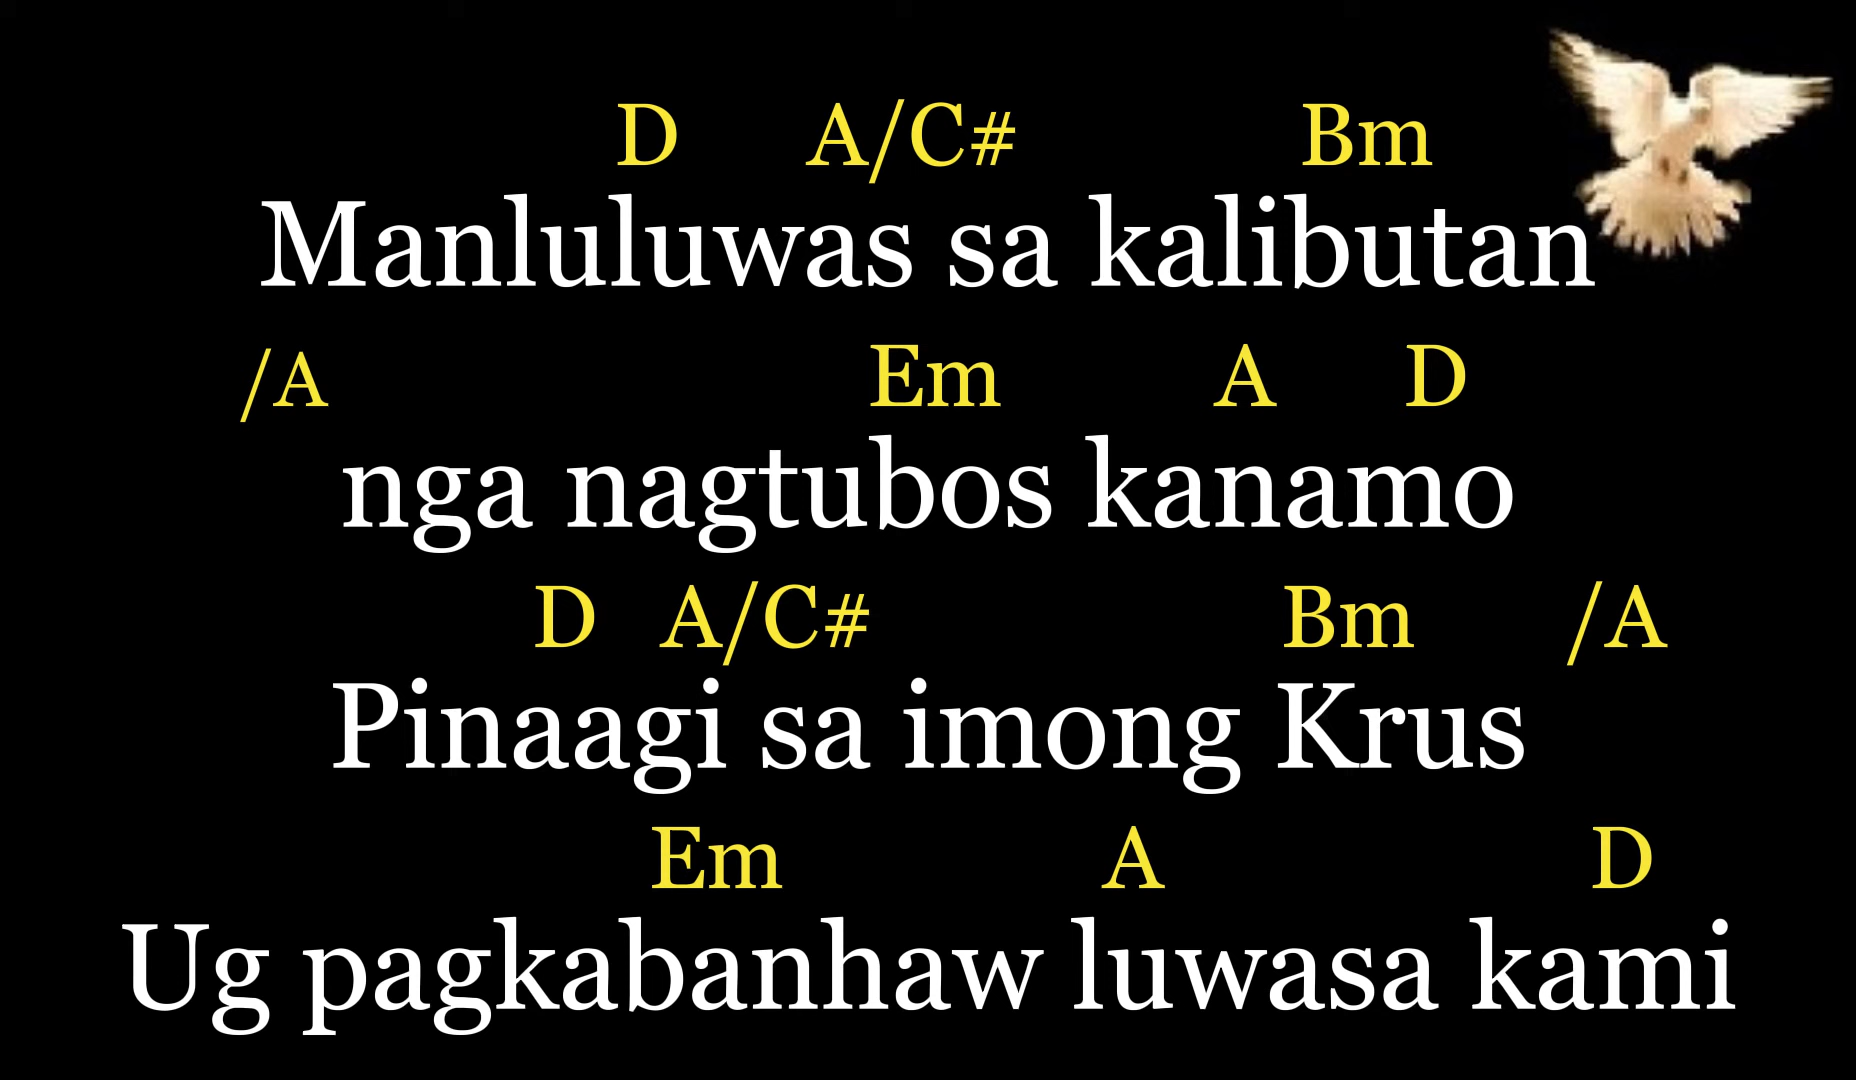 D A/C# Bm
Manluluwas sa kalibutan
/A Em A D
nga nagtubos kanamo
D A/C# Bm /A
Pinaagi sa imong Krus
Em A D
Ug pagkabanhaw luwasa kami